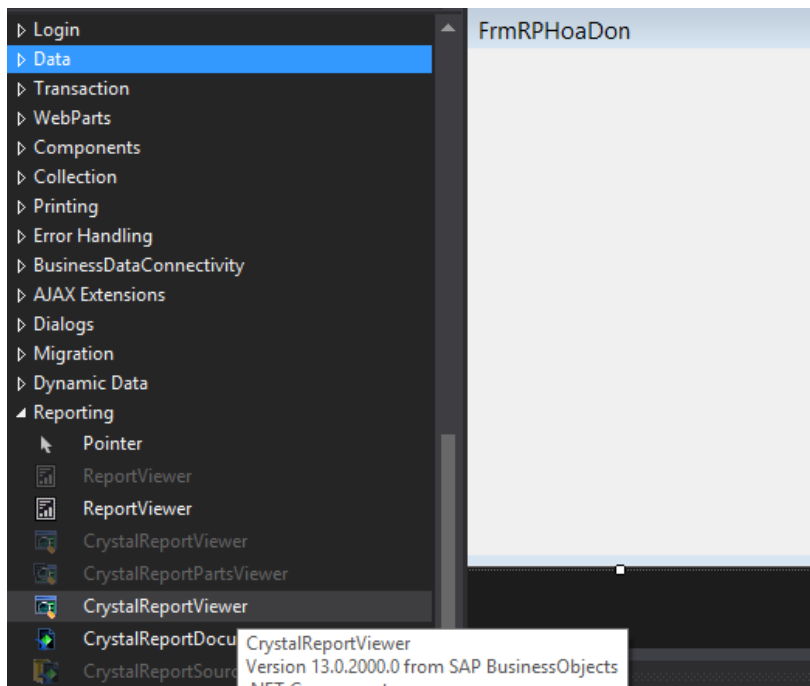 Login
Data
Transaction
WebParts
Components
Collection
Printing
Error Handling
BusinessDataConnectivity
AJAX Extensions
Dialogs
Migration
Dynamic Data
Reporting
Pointer
ReportViewer
ReportViewer
CrystalReportViewer
CrystalReportPartsViewer
CrystalReportViewer
CrystalReportDocu
CrystalReportSourc
FrmRPHoaDon
CrystalReportViewer
Version 13.0.2000.0 from SAP BusinessObjects